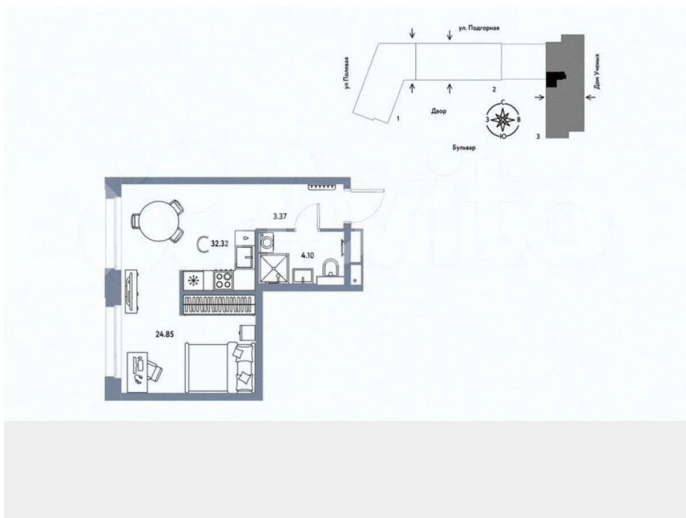 ул. Подгорная
ул Полевая
Дом Ученых
2
Двор
С
З В
Ю
1
3
Бульвар
3.37
С 32.32
4.10
24.85